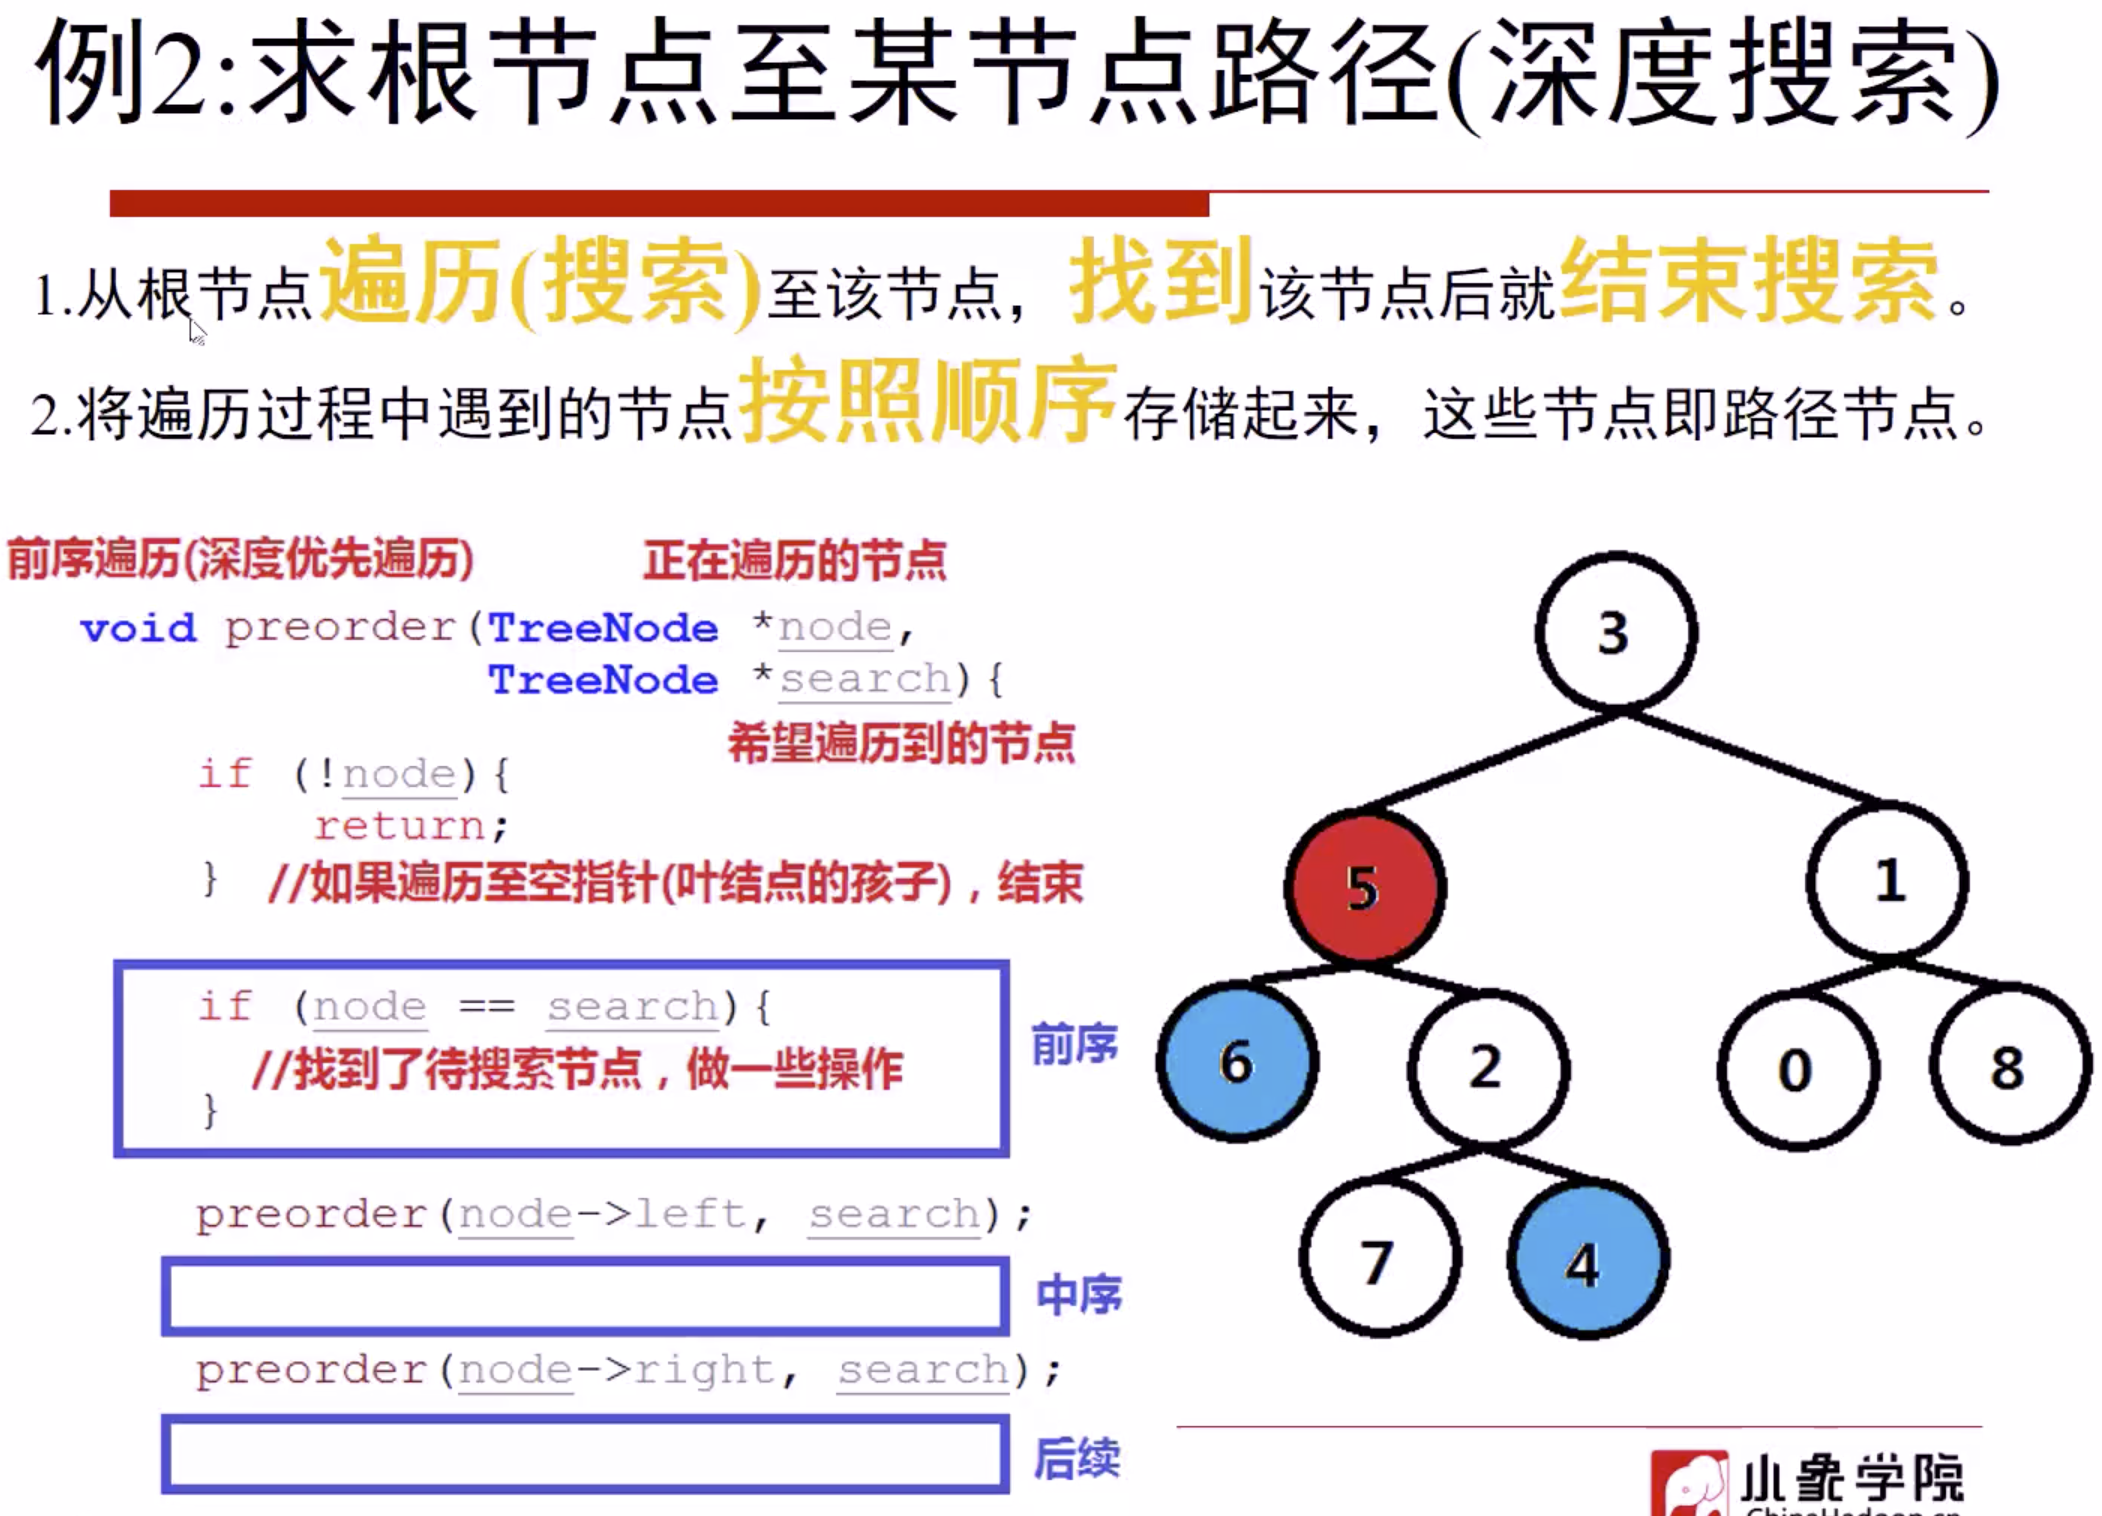 例2:求根节点至某节点路径(深度搜索)
1.从根节点遍历(搜索)至该节点，找到该节点后就结束搜索。
2.将遍历过程中遇到的节点按照顺序存储起来，这些节点即路径节点。
前序遍历(深度优先遍历) 正在遍历的节点
void preorder(TreeNode *node,
TreeNode *search){
希望遍历到的节点
if (!node){
return;
} //如果遍历至空指针(叶结点的孩子)，结束
if (node == search){
//找到了待搜索节点，做一些操作
}
前序
preorder(node->left, search);
中序
preorder(node->right, search);
后续
3
5
1
6
2
0
8
7
4
小象学院
ChinaHadoop.cn